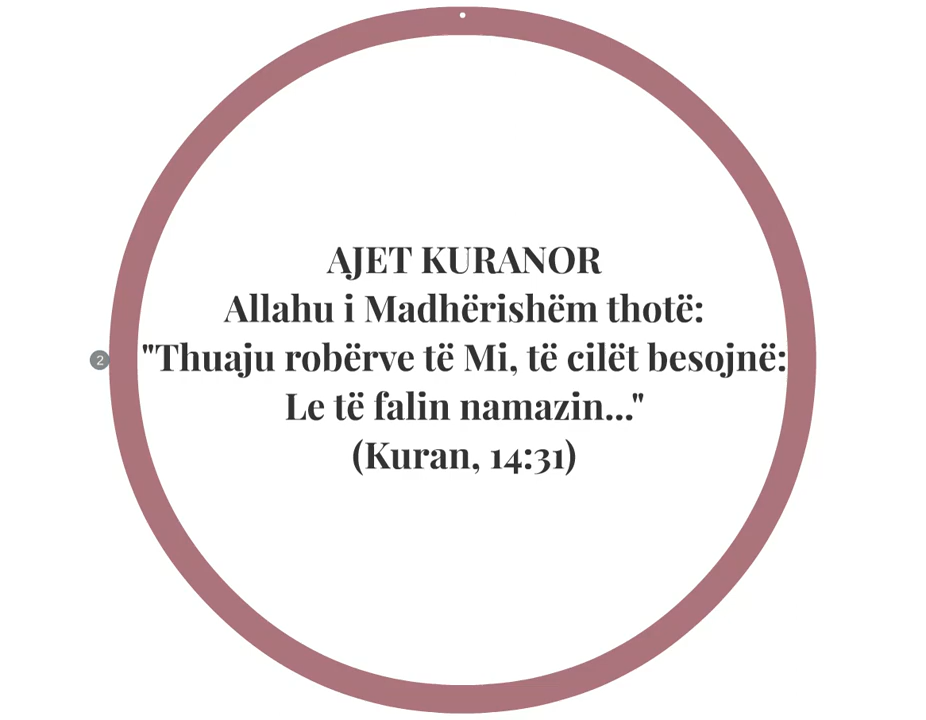 AJET KURANOR
Allahu i Madhërishëm thotë:
"Thuaju robërve të Mi, të cilët besojnë:
Le të falin namazin..."
(Kuran, 14:31)
2